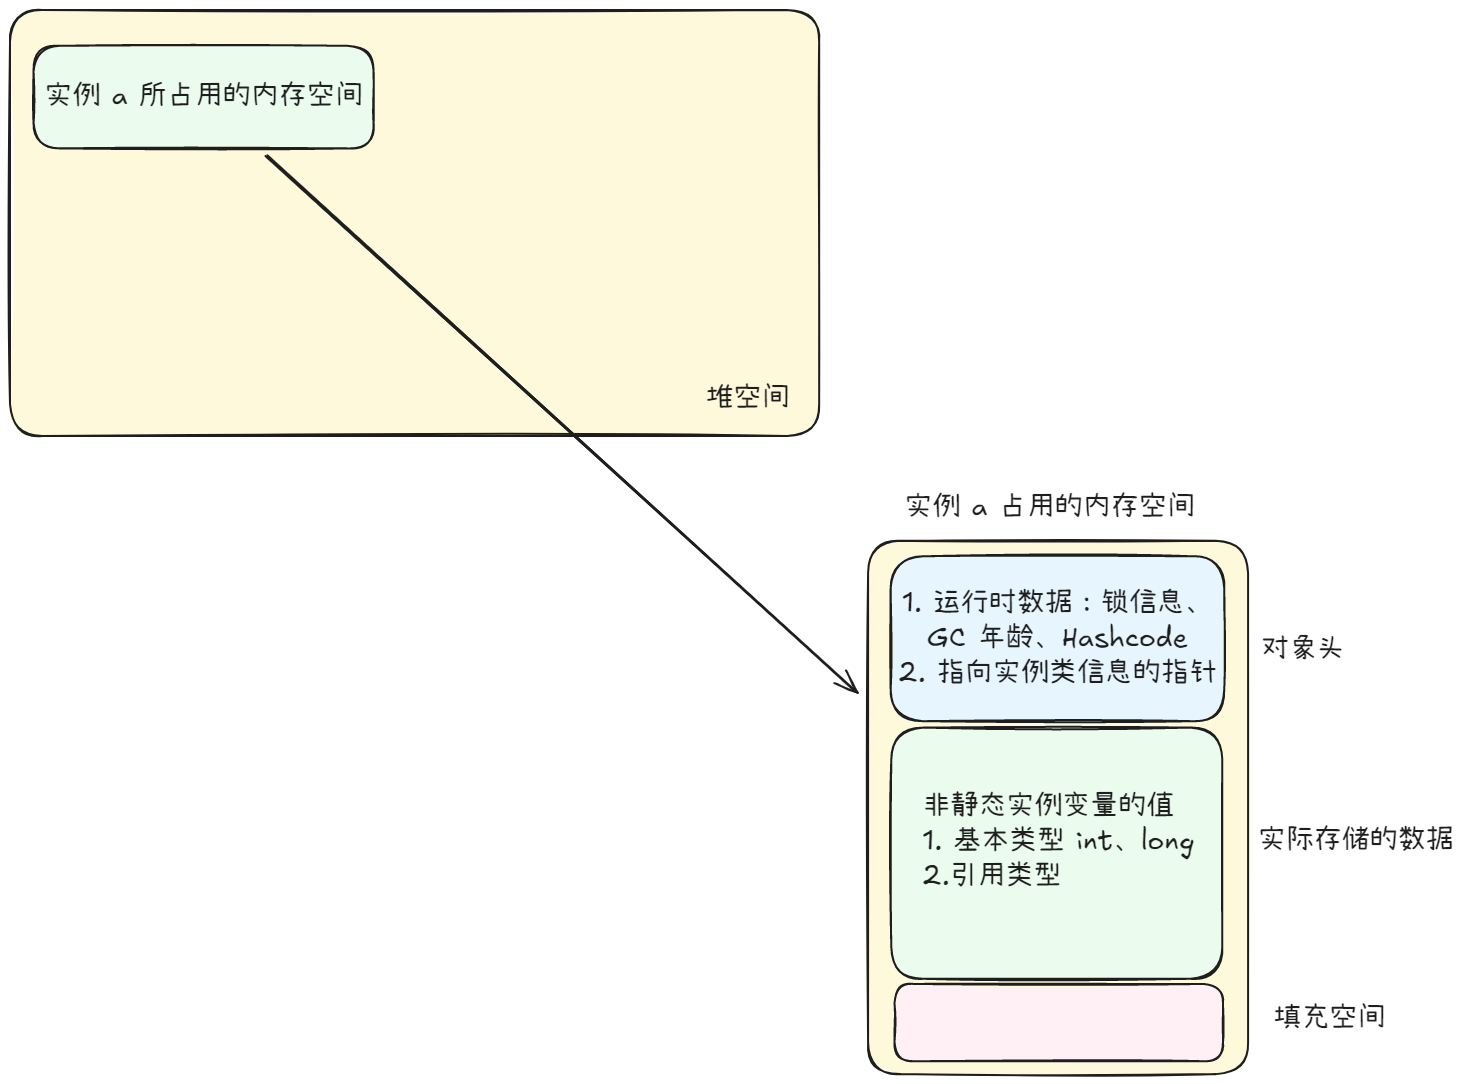 实例 a 所占用的内存空间
堆空间
实例 a 占用的内存空间
1. 运行时数据：锁信息、
GC 年龄、Hashcode
2. 指向实例类信息的指针
对象头
非静态实例变量的值
1. 基本类型 int、long
2.引用类型
实际存储的数据
填充空间